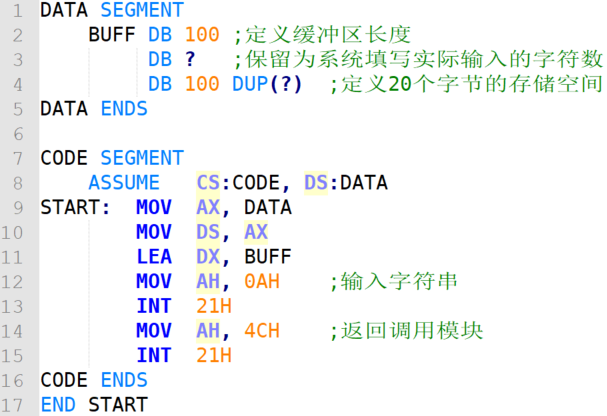 1 DATA SEGMENT
2 BUFF DB 100 ;定义缓冲区长度
3 DB ? ;保留为系统填写实际输入的字符数
4 DB 100 DUP(?) ;定义20个字节的存储空间
5 DATA ENDS
6
7 CODE SEGMENT
8 ASSUME CS:CODE, DS:DATA
9 START: MOV AX, DATA
10 MOV DS, AX
11 LEA DX, BUFF
12 MOV AH, 0AH ;输入字符串
13 INT 21H
14 MOV AH, 4CH ;返回调用模块
15 INT 21H
16 CODE ENDS
17 END START